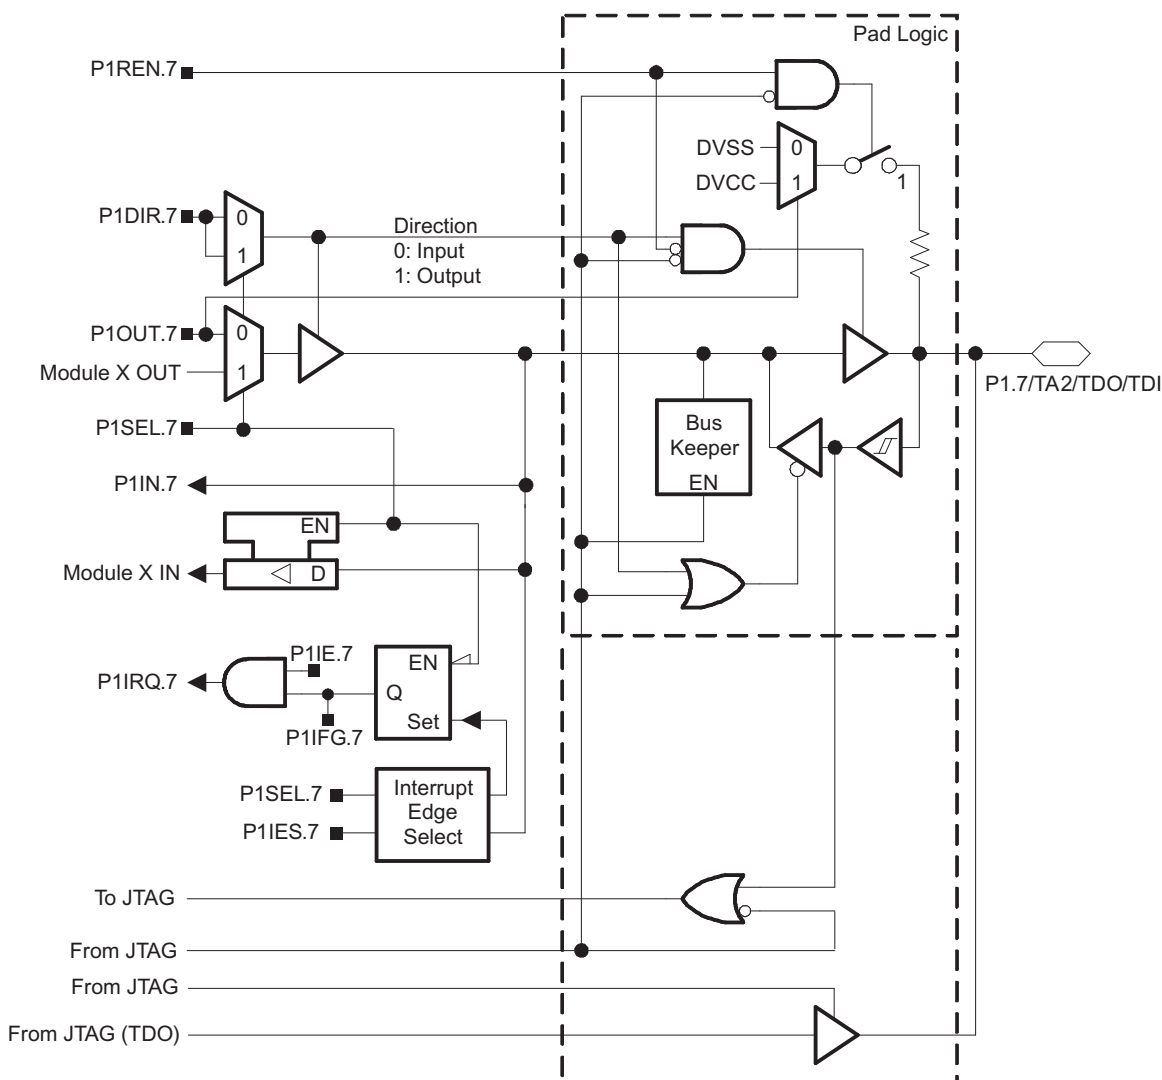 Pad Logic
P1REN.7
DVSS
0
DVCC
1
1
P1DIR.7
0
1
Direction
0: Input
1: Output
P1OUT.7
0
Module X OUT
1
P1.7/TA2/TDO/TDI
P1SEL.7
Bus
Keeper
EN
P1IN.7
EN
Module X IN
D
P1IE.7
EN
P1IRQ.7
Q
Set
P1IFG.7
P1SEL.7
Interrupt
Edge
Select
P1IES.7
To JTAG
From JTAG
From JTAG
From JTAG (TDO)